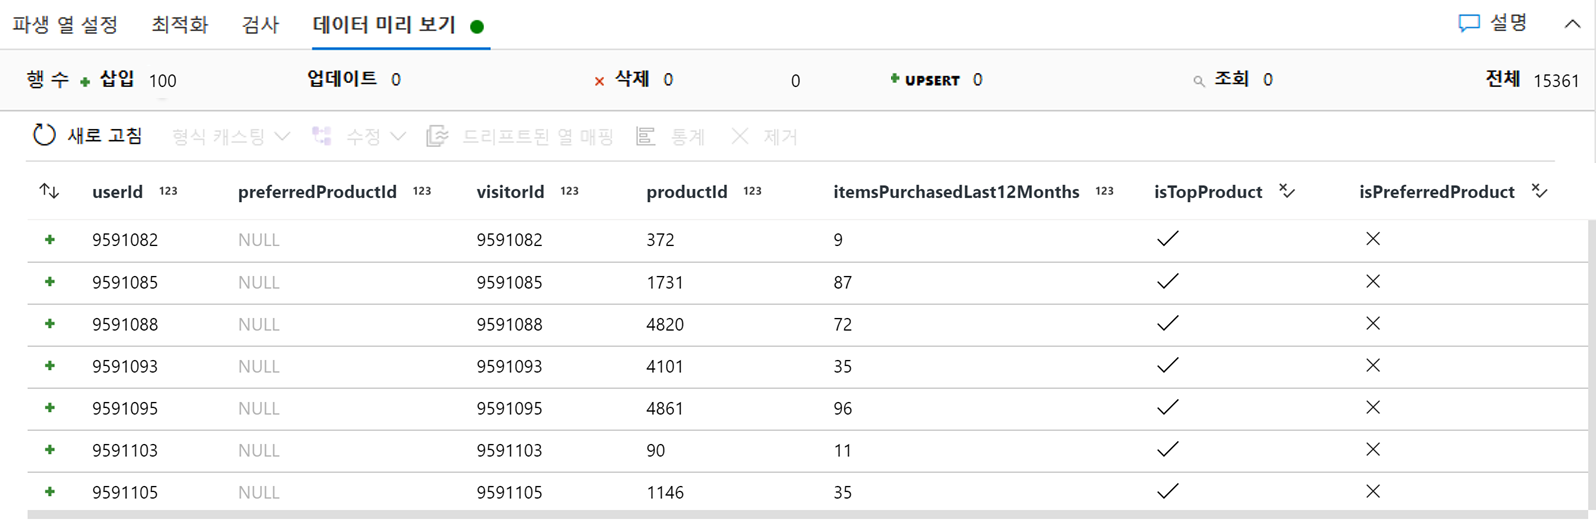 파생 열 설정 최적화 검사 데이터 미리 보기 설명
행 수 삽입 100 업데이트 0 삭제 0 0 UPSERT 0 조회 0 전체 15361
새로 고침 형식 캐스팅 수정 드리프트된 열 매핑 통계 제거
userId 123 preferredProductId 123 visitorId 123 productId 123 itemsPurchasedLast12Months 123 isTopProduct isPreferredProduct
9591082 NULL 9591082 372 9
9591085 NULL 9591085 1731 87
9591088 NULL 9591088 4820 72
9591093 NULL 9591093 4101 35
9591095 NULL 9591095 4861 96
9591103 NULL 9591103 90 11
9591105 NULL 9591105 1146 35